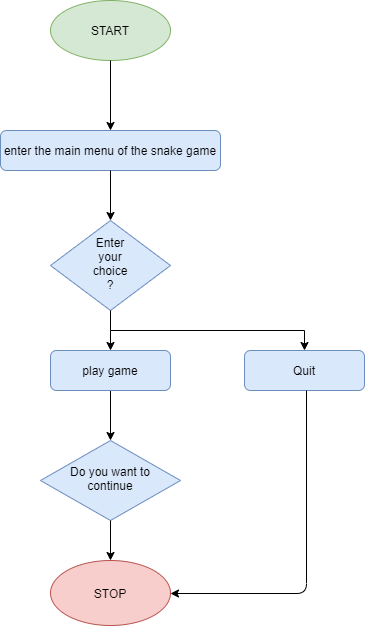 START
enter the main menu of the snake game
Enter
your
choice
?
play game
Quit
Do you want to
continue
STOP